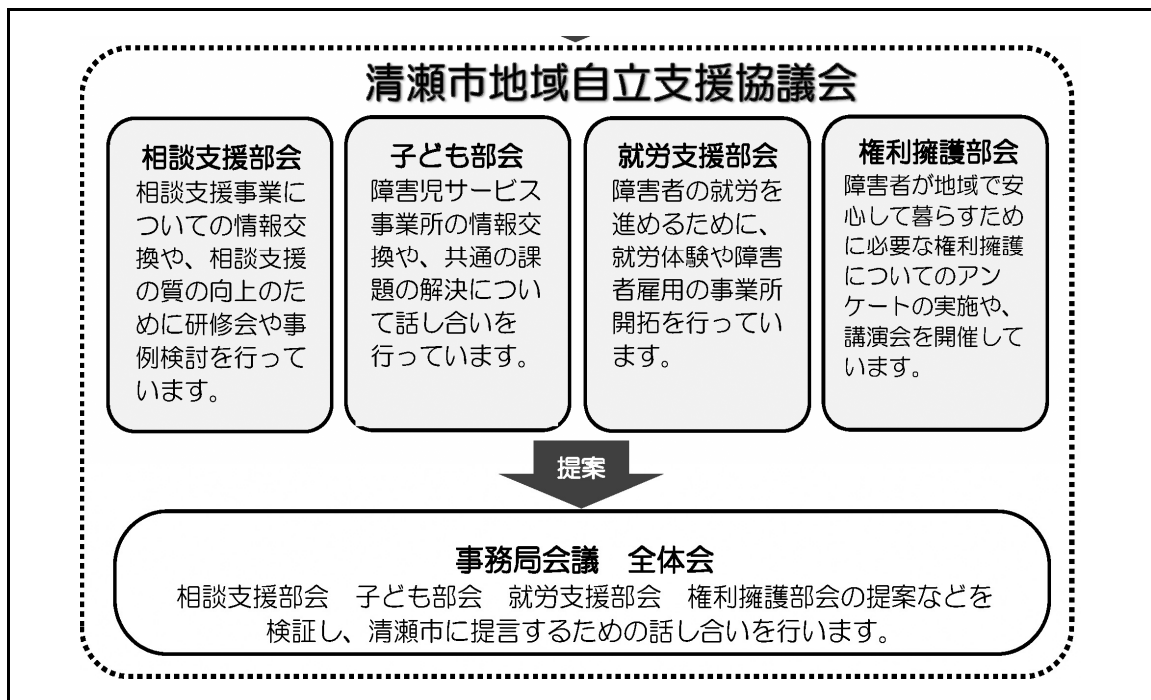 清瀬市地域自立支援協議会
相談支援部会
相談支援事業に
ついての情報交
換や、相談支援
の質の向上のた
めに研修会や事
例検討を行って
います。
子ども部会
障害児サービス
事業所の情報交
換や、共通の課
題の解決につい
て話し合いを
行っています。
就労支援部会
障害者の就労を
進めるために、
就労体験や障害
者雇用の事業所
開拓を行ってい
ます。
権利擁護部会
障害者が地域で安
心して暮らすため
に必要な権利擁護
についてのアン
ケートの実施や、
講演会を開催して
います。
提案
事務局会議　全体会
相談支援部会　子ども部会　就労支援部会　権利擁護部会の提案などを
検証し、清瀬市に提言するための話し合いを行います。